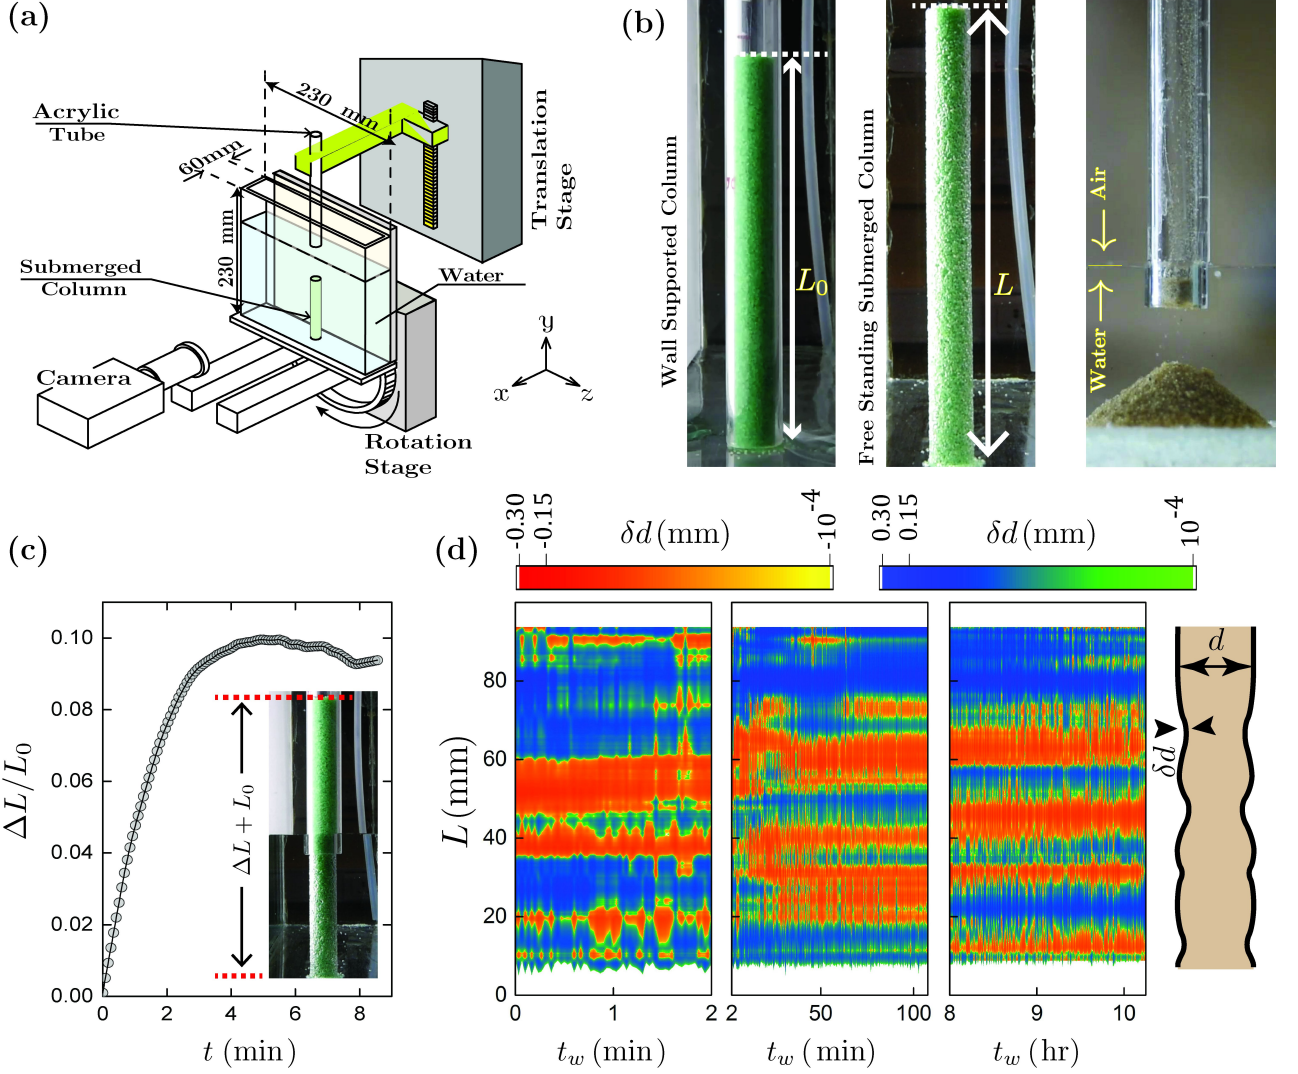 (a)
230 mm
Acrylic
Tube
60mm
Translation
Stage
230 mm
Submerged
Column
Water
Camera
y
x
z
Rotation
Stage
(b)
Wall Supported Column
L0
Free Standing Submerged Column
L
Air
Water
(c)
ΔL/L0
0.10
0.08
0.06
0.04
0.02
0.00
ΔL + L0
0 2 4 6 8
t (min)
(d)
-0.30
-0.15
δd (mm)
-10^-4
0.30
0.15
δd (mm)
10^-4
L (mm)
80
60
40
20
0
0 1 2
tw (min)
2 50 100
tw (min)
8 9 10
tw (hr)
d
δd